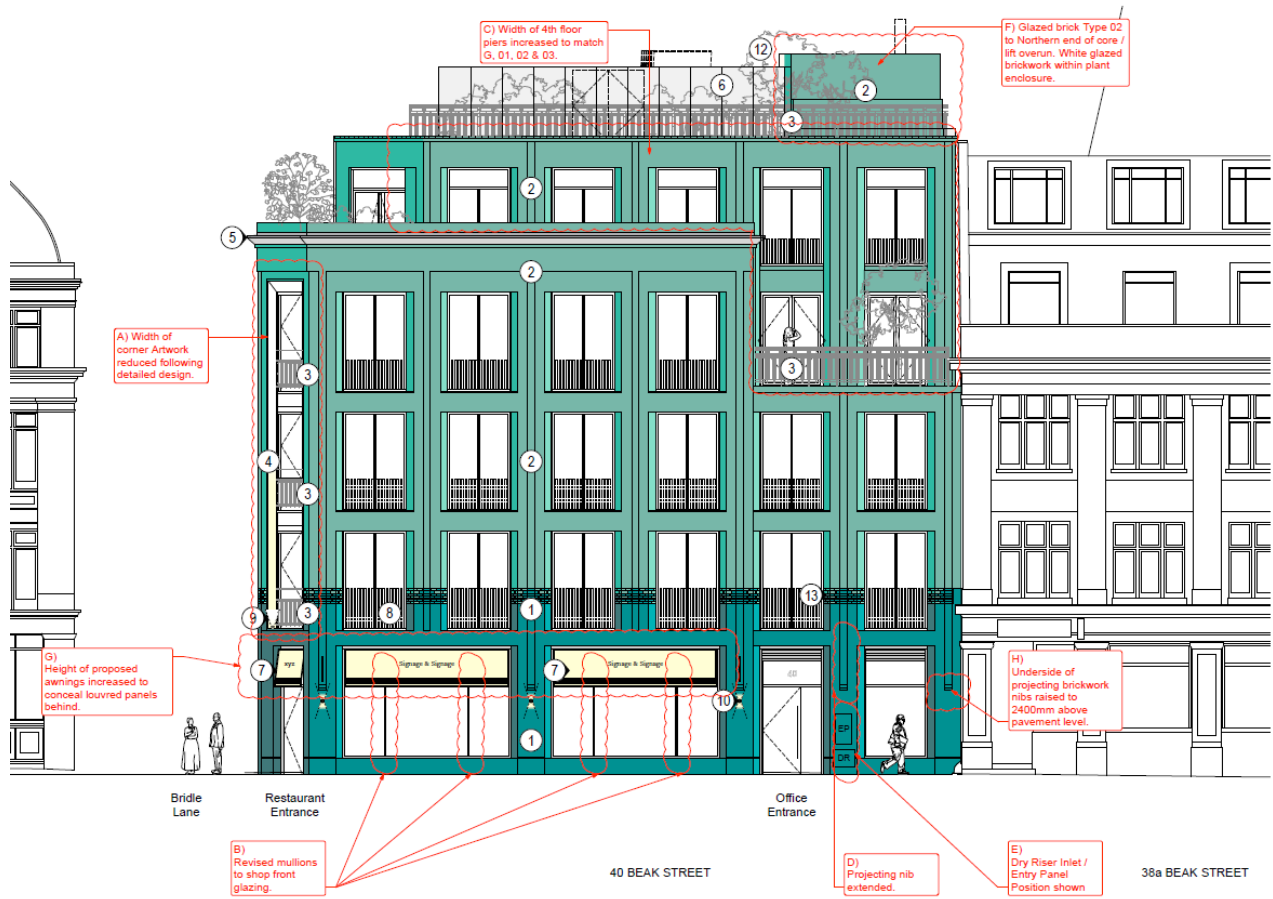 C) Width of 4th floor
piers increased to match
G, 01, 02 & 03.
12
F) Glazed brick Type 02
to Northern end of core /
lift overun. White glazed
brickwork within plant
enclosure.
6
2
3
2
5
2
A) Width of
corner Artwork
reduced following
detailed design.
3
3
4
2
3
13
9
3
8
1
G)
Height of proposed
awnings increased to
conceal louvred panels
behind.
7
xyz
Signage & Signage
7
Signage & Signage
10
H)
Underside of
projecting brickwork
nibs raised to
2400mm above
pavement level.
1
EP
DR
Bridle
Lane
Restaurant
Entrance
Office
Entrance
B)
Revised mullions
to shop front
glazing.
40 BEAK STREET
D)
Projecting nib
extended.
E)
Dry Riser Inlet /
Entry Panel
Position shown
38a BEAK STREET